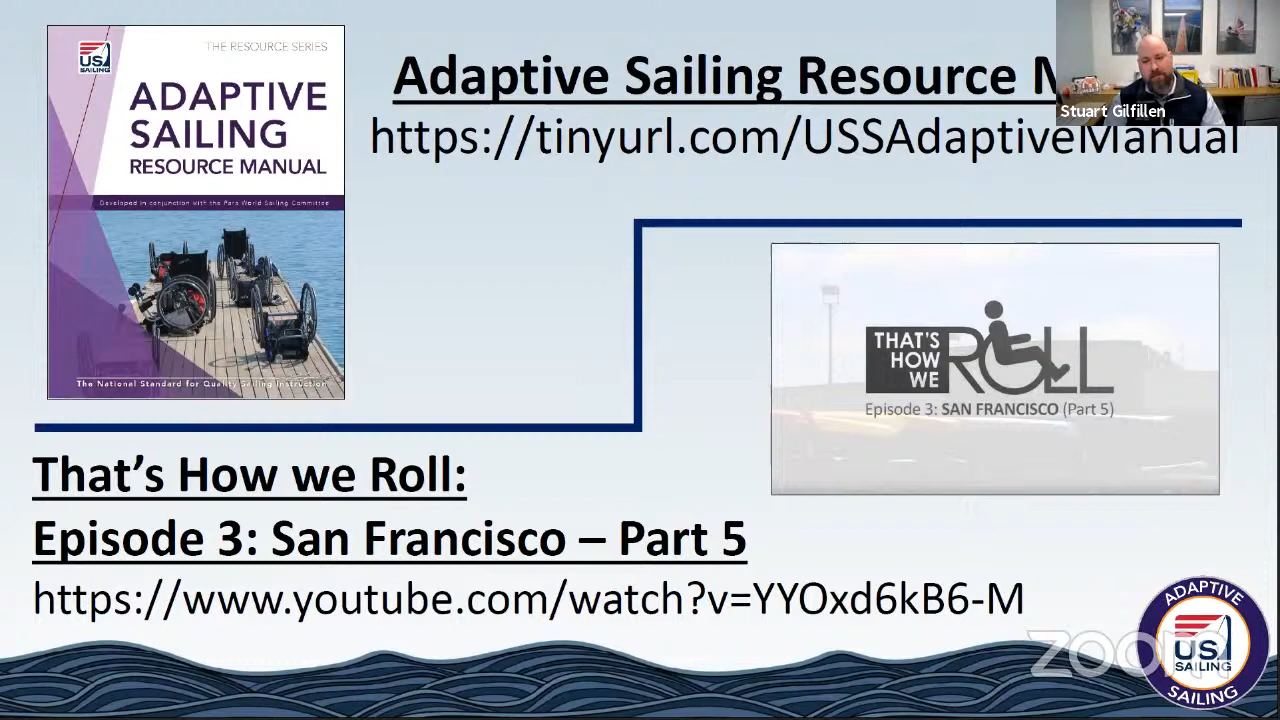 THE RESOURCE SERIES
US
SAILING
ADAPTIVE
SAILING
RESOURCE MANUAL
Developed in conjunction with the Para World Sailing Committee
The National Standard for Quality Sailing Instruction
Adaptive Sailing Resource
Stuart Gilfillen
https://tinyurl.com/USSAdaptiveManual
THAT'S
HOW
WE
ROLL
Episode 3: SAN FRANCISCO (Part 5)
That's How we Roll:
Episode 3: San Francisco – Part 5
https://www.youtube.com/watch?v=YYOxd6kB6-M
zoom
ADAPTIVE
US
SAILING
SAILING